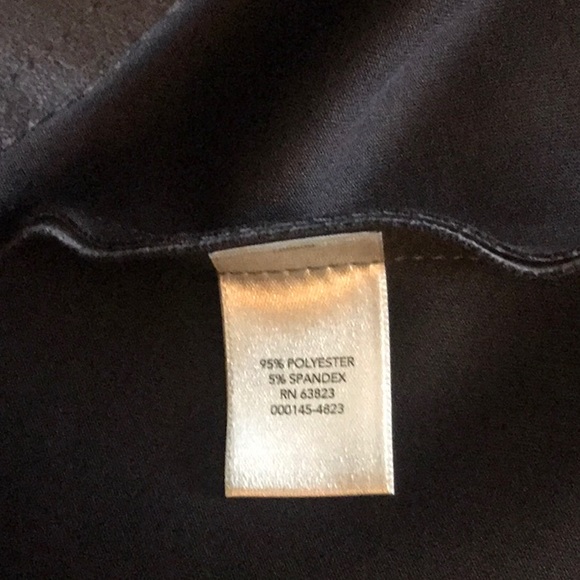 95% POLYESTER
5% SPANDEX
RN 63823
000145-4823